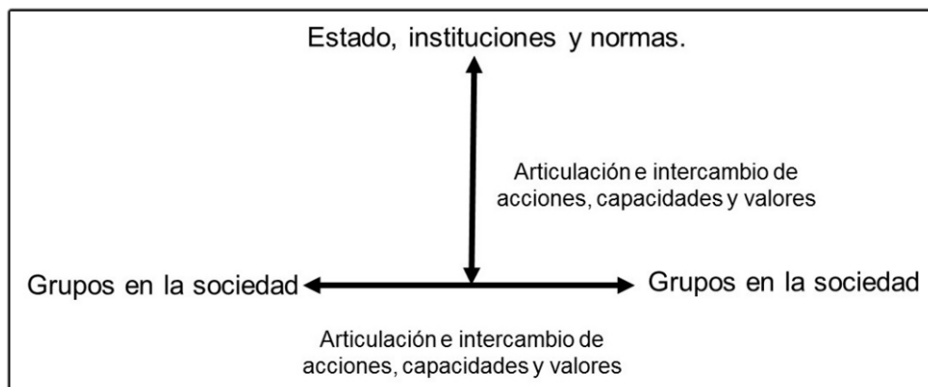 Estado, instituciones y normas.
Articulación e intercambio de
acciones, capacidades y valores
Grupos en la sociedad
Grupos en la sociedad
Articulación e intercambio de
acciones, capacidades y valores